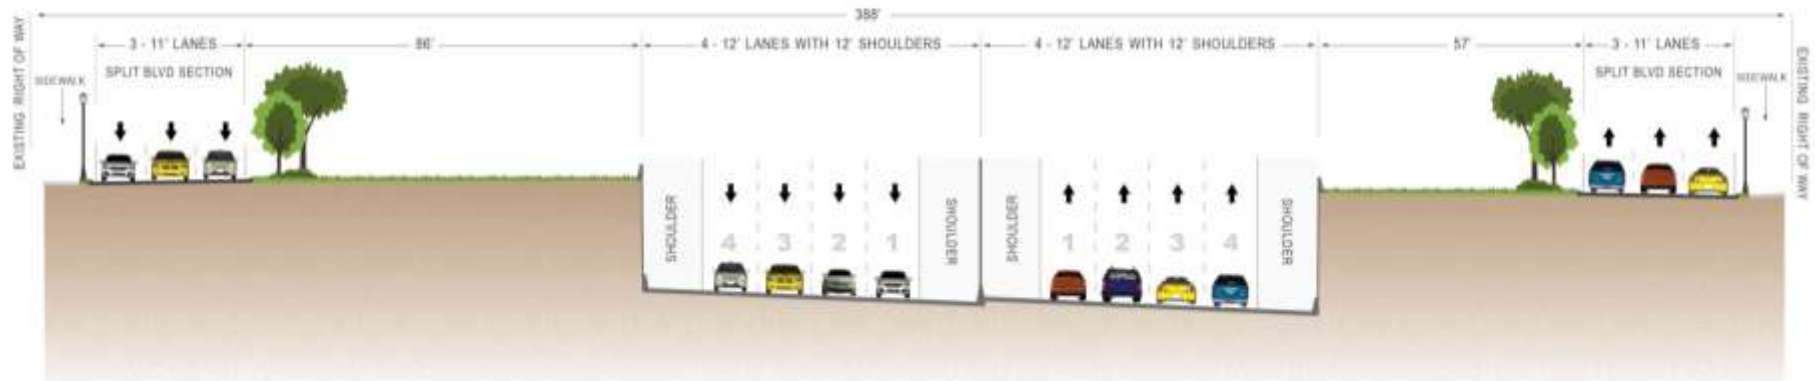 388'
EXISTING RIGHT OF WAY
3 - 11' LANES
86'
4 - 12' LANES WITH 12' SHOULDERS
4 - 12' LANES WITH 12' SHOULDERS
57'
3 - 11' LANES
EXISTING RIGHT OF WAY
SIDEWALK
SPLIT BLVD SECTION
SPLIT BLVD SECTION
SIDEWALK
SHOULDER
4
3
2
1
SHOULDER
SHOULDER
1
2
3
4
SHOULDER